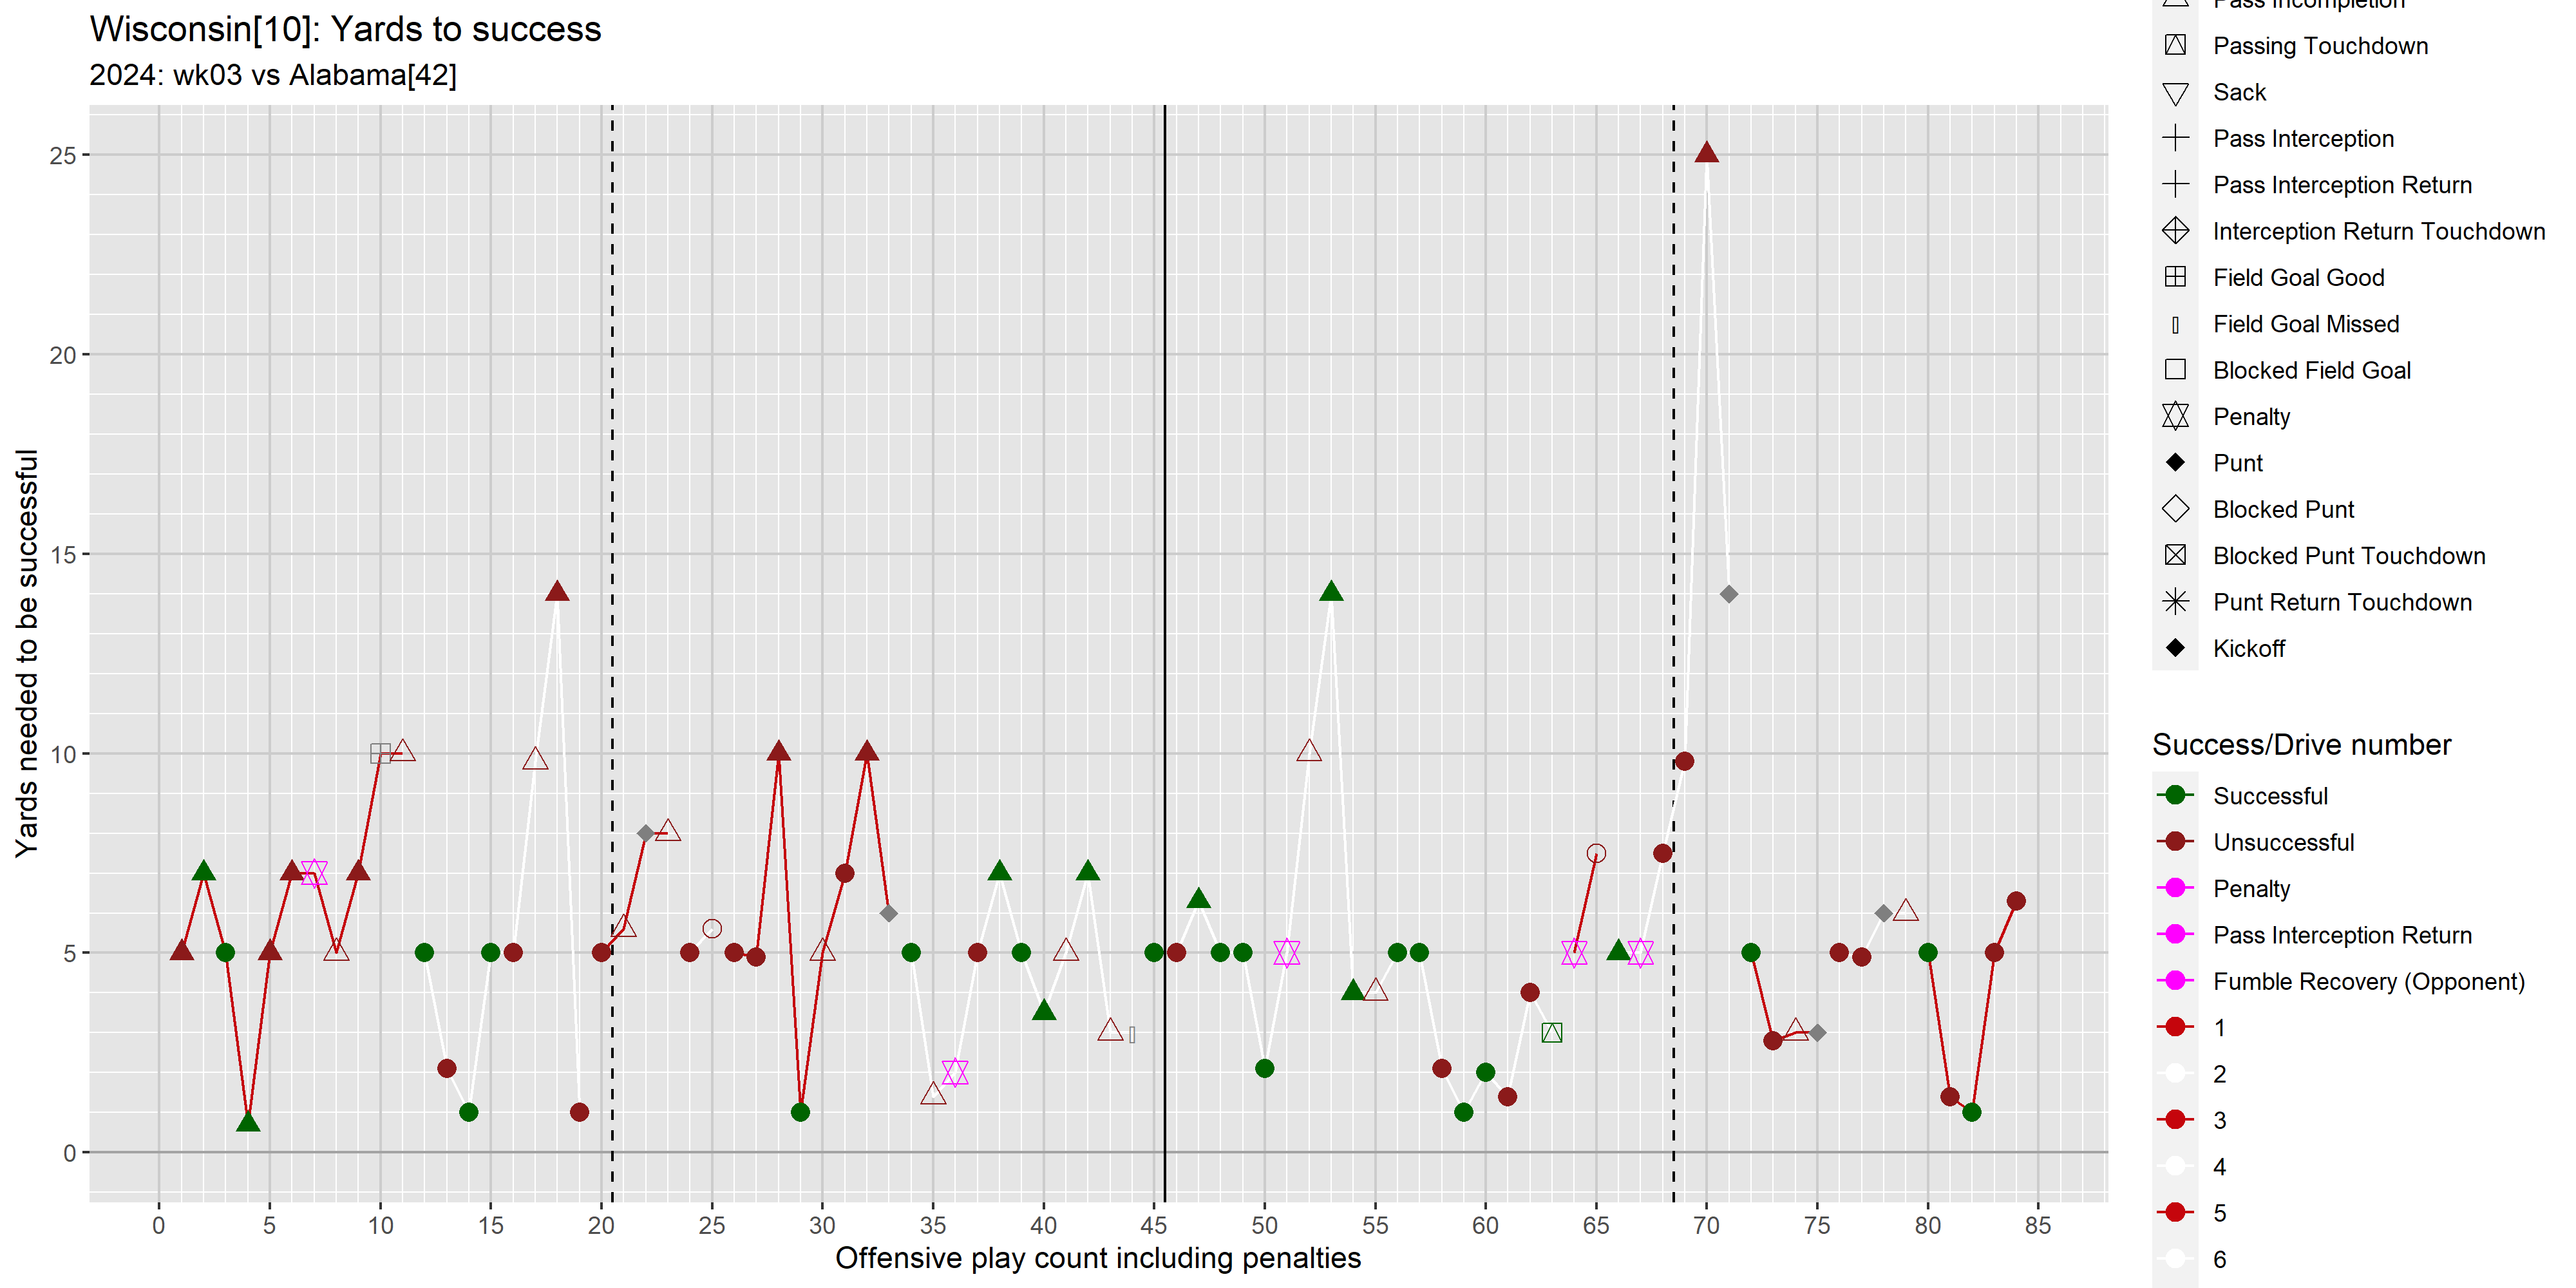 Wisconsin[10]: Yards to success
2024: wk03 vs Alabama[42]
Yards needed to be successful
25
20
15
10
5
0
0 5 10 15 20 25 30 35 40 45 50 55 60 65 70 75 80 85
Offensive play count including penalties
Pass Incompletion
Passing Touchdown
Sack
Pass Interception
Pass Interception Return
Interception Return Touchdown
Field Goal Good
Field Goal Missed
Blocked Field Goal
Penalty
Punt
Blocked Punt
Blocked Punt Touchdown
Punt Return Touchdown
Kickoff
Success/Drive number
Successful
Unsuccessful
Penalty
Pass Interception Return
Fumble Recovery (Opponent)
1
2
3
4
5
6